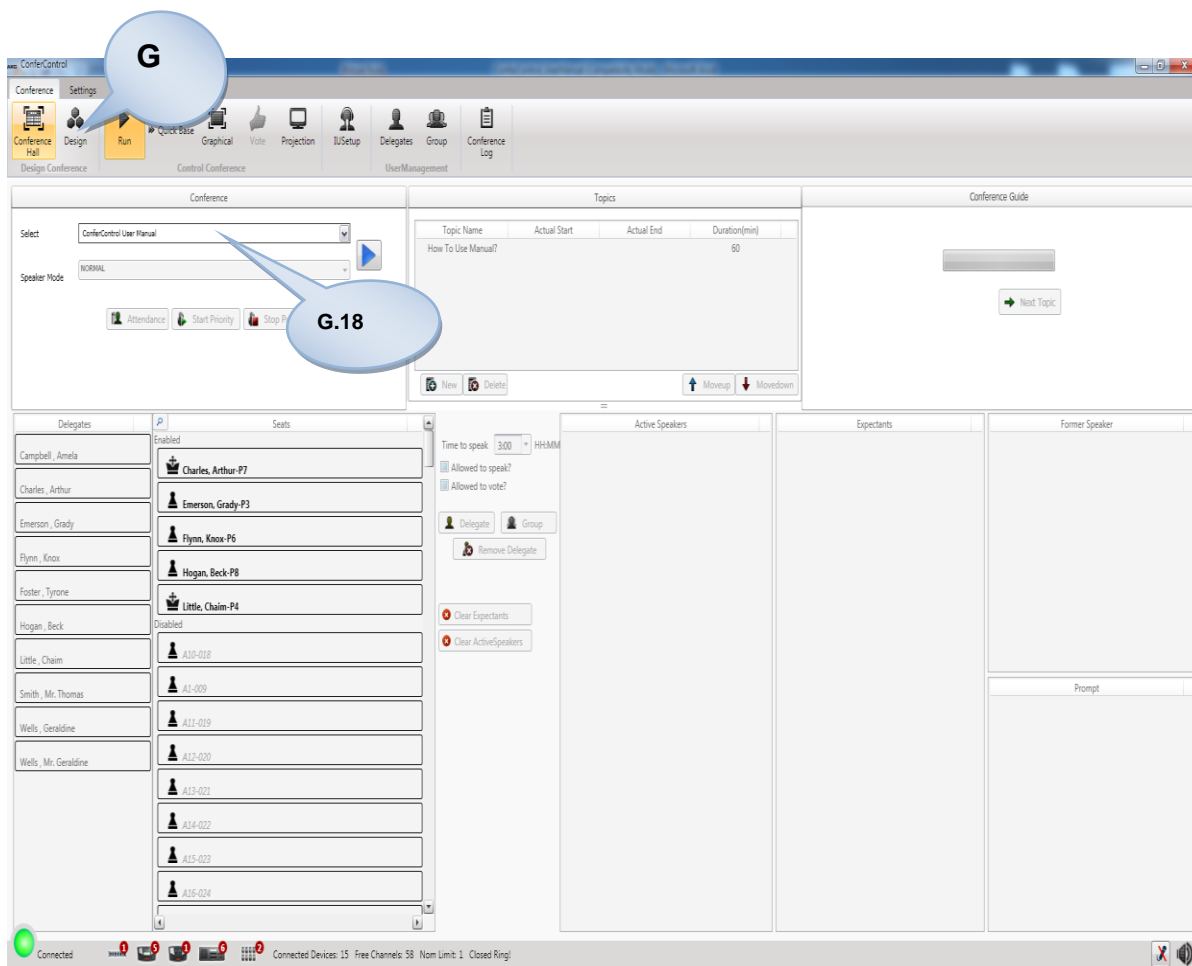 G
AKG ConferControl
Conference Settings
Conference Hall
Design
Run
» Quick Base
Graphical
Vote
Projection
IUSetup
Delegates
Group
Conference Log
Design Conference
Control Conference
UserManagement
Conference
Topics
Conference Guide
Select
ConferControl User Manual
Speaker Mode
NORMAL
Attendance
Start Priority
Stop
G.18
Topic Name Actual Start Actual End Duration(min)
How To Use Manual? 60
Next Topic
New
Delete
Moveup
Movedown
Delegates
Campbell , Amela
Charles , Arthur
Emerson , Grady
Flynn , Knox
Foster , Tyrone
Hogan , Beck
Little , Chaim
Smith , Mr. Thomas
Wells , Geraldine
Wells , Mr. Geraldine
Seats
Enabled
Charles, Arthur-P7
Emerson, Grady-P3
Flynn, Knox-P6
Hogan, Beck-P8
Little, Chaim-P4
Disabled
A10-018
A1-009
A11-019
A12-020
A13-021
A14-022
A15-023
A16-024
Time to speak 3:00 HH:MM
Allowed to speak?
Allowed to vote?
Delegate
Group
Remove Delegate
Clear Expectants
Clear ActiveSpeakers
Active Speakers
Expectants
Former Speaker
Prompt
Connected
1 5 1 6 2
Connected Devices: 15 Free Channels: 58 Nom Limit: 1 Closed Ring!